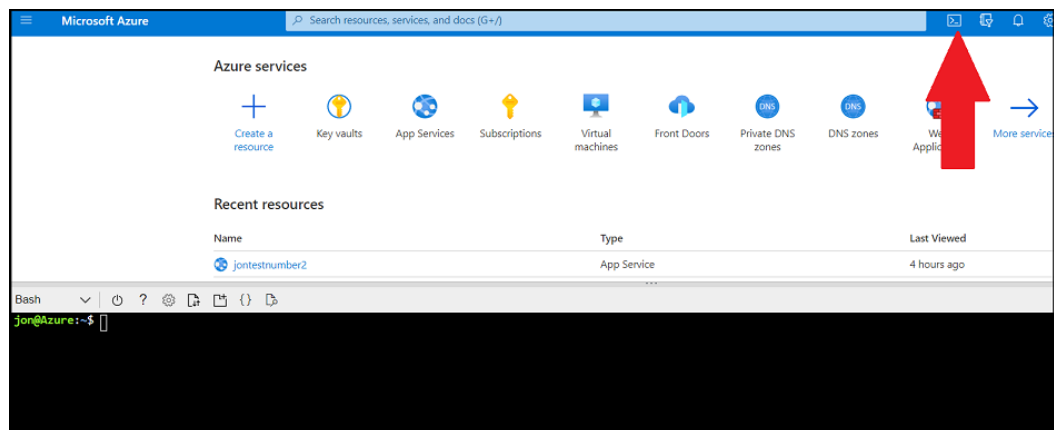 Microsoft Azure
Search resources, services, and docs (G+/)
Azure services
Create a resource
Key vaults
App Services
Subscriptions
Virtual machines
Front Doors
DNS
Private DNS zones
DNS
DNS zones
We
Applic
More services
Recent resources
Name Type Last Viewed
jontestnumber2 App Service 4 hours ago
Bash
jon@Azure:~$